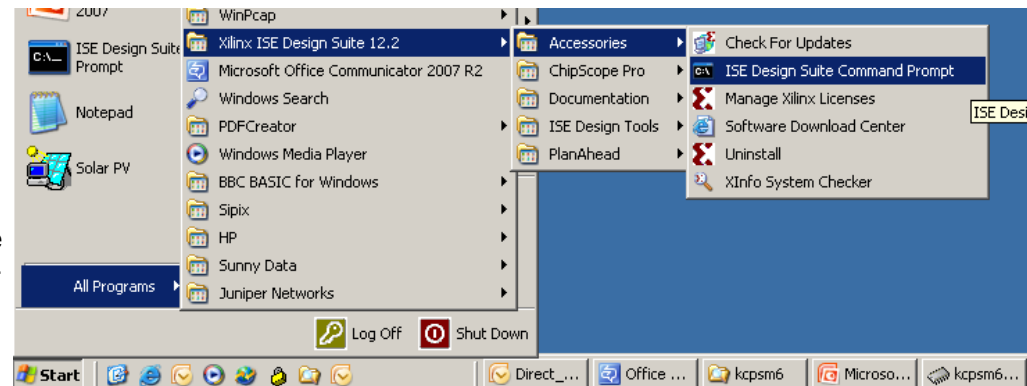 2007
ISE Design Suite
Prompt
Notepad
Solar PV
All Programs
WinPcap
Xilinx ISE Design Suite 12.2
Microsoft Office Communicator 2007 R2
Windows Search
PDFCreator
Windows Media Player
BBC BASIC for Windows
Sipix
HP
Sunny Data
Juniper Networks
Accessories
ChipScope Pro
Documentation
ISE Design Tools
PlanAhead
Check For Updates
ISE Design Suite Command Prompt
Manage Xilinx Licenses
Software Download Center
Uninstall
XInfo System Checker
ISE Desi
Log Off
Shut Down
Start
Direct_...
Office ...
kcpsm6
Microso...
kcpsm6...